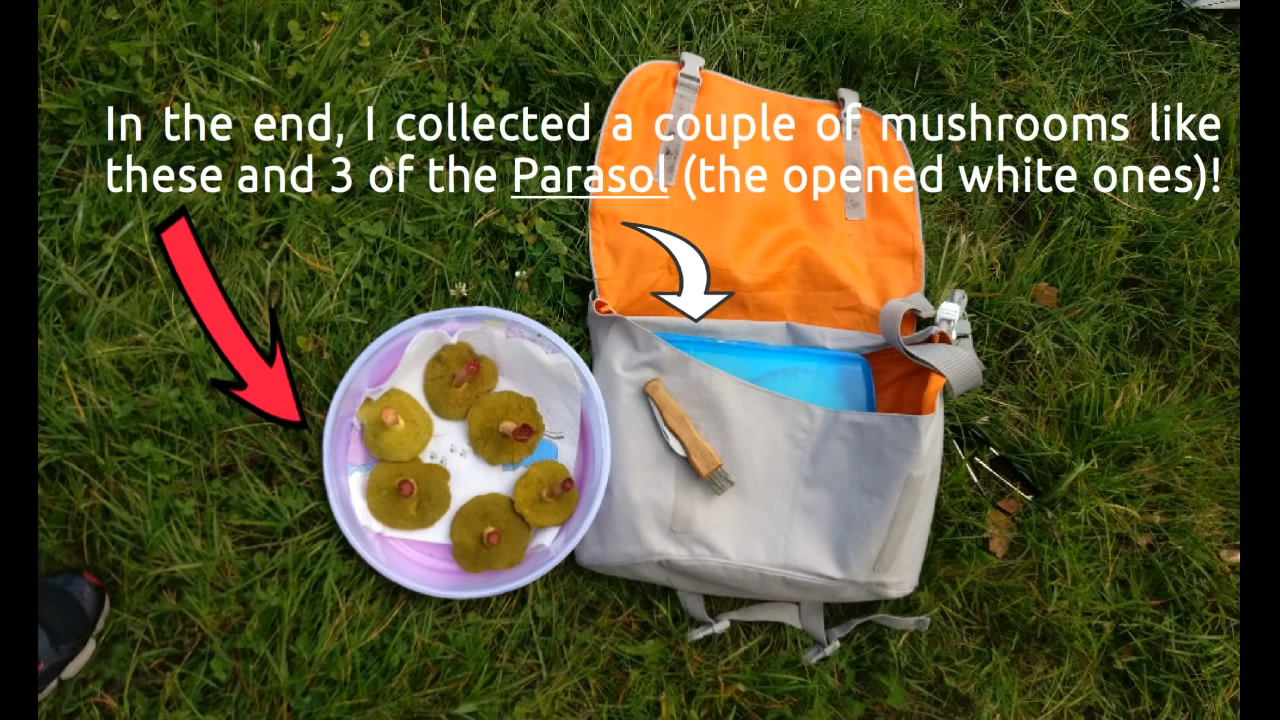 In the end, I collected a couple of mushrooms like
these and 3 of the Parasol (the opened white ones)!